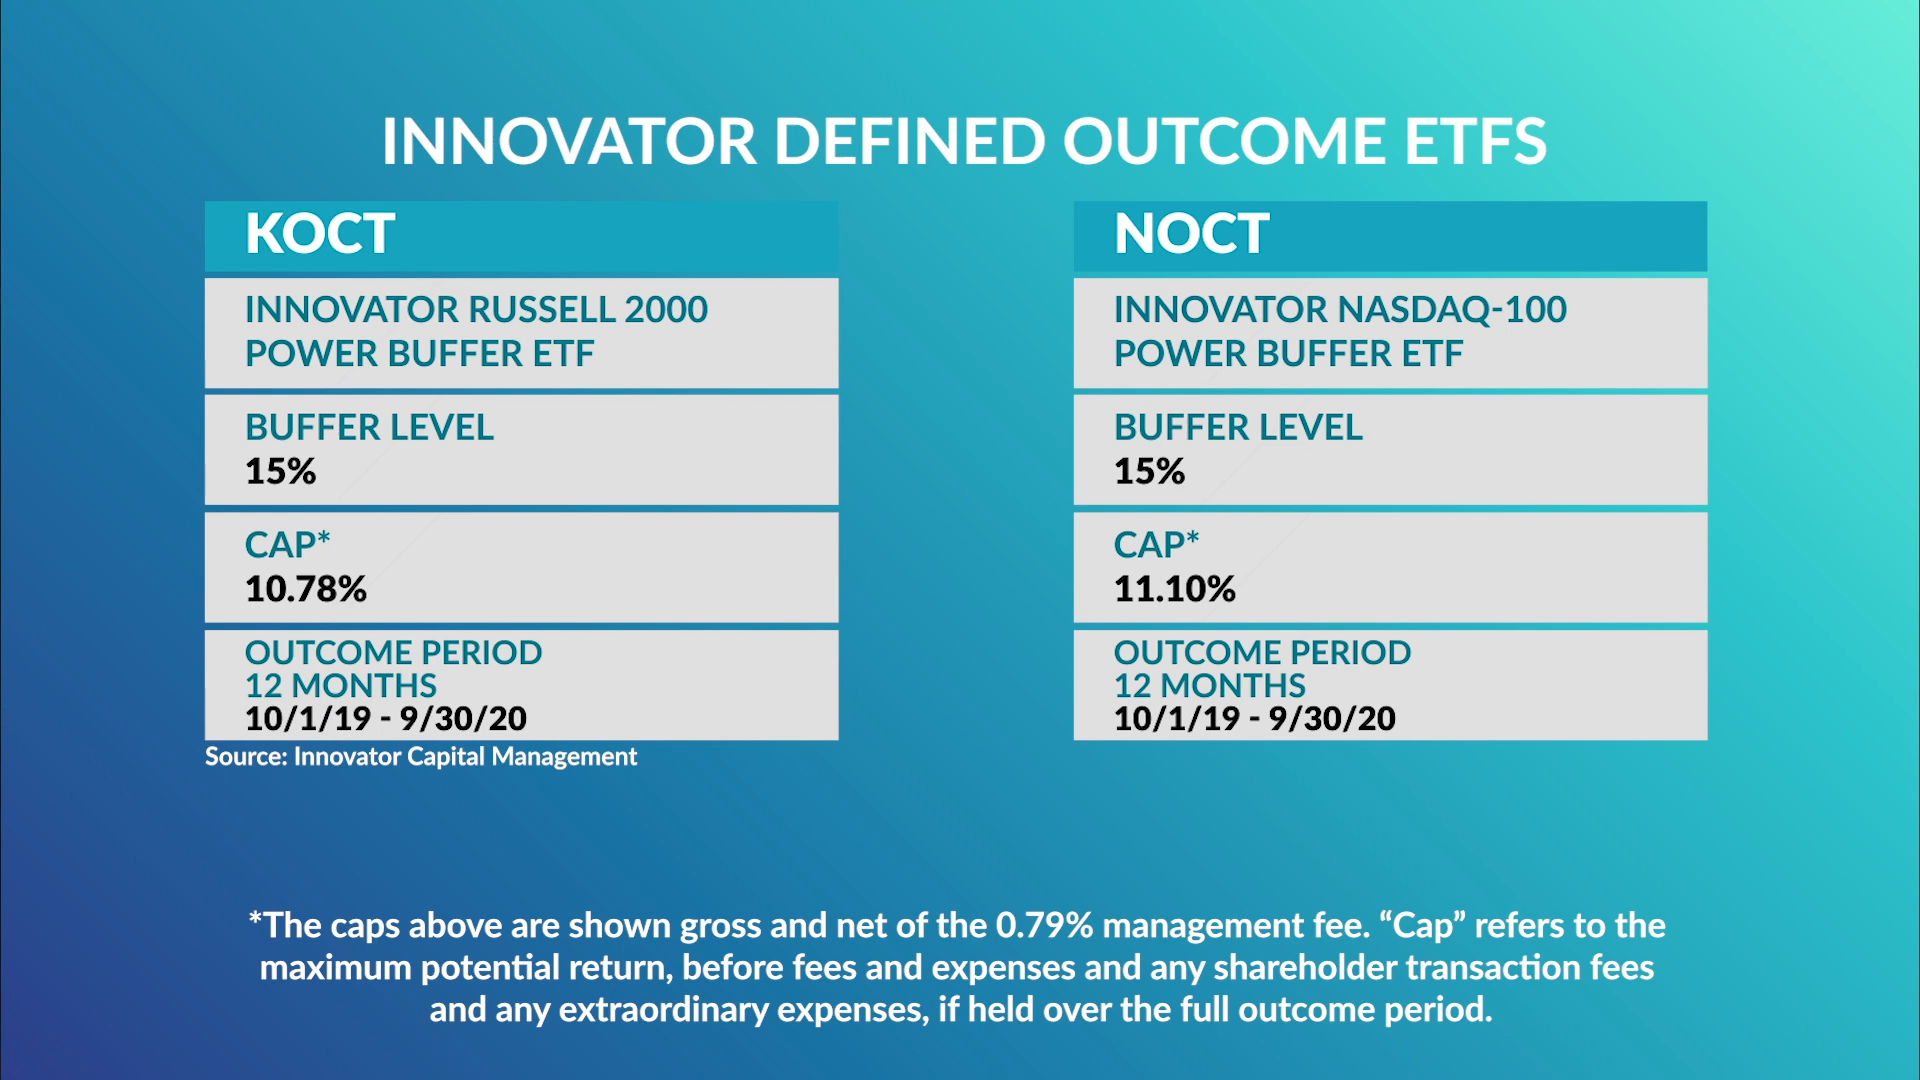 INNOVATOR DEFINED OUTCOME ETFS
KOCT
INNOVATOR RUSSELL 2000
POWER BUFFER ETF
BUFFER LEVEL
15%
CAP*
10.78%
OUTCOME PERIOD
12 MONTHS
10/1/19 - 9/30/20
Source: Innovator Capital Management
NOCT
INNOVATOR NASDAQ-100
POWER BUFFER ETF
BUFFER LEVEL
15%
CAP*
11.10%
OUTCOME PERIOD
12 MONTHS
10/1/19 - 9/30/20
*The caps above are shown gross and net of the 0.79% management fee. “Cap” refers to the
maximum potential return, before fees and expenses and any shareholder transaction fees
and any extraordinary expenses, if held over the full outcome period.